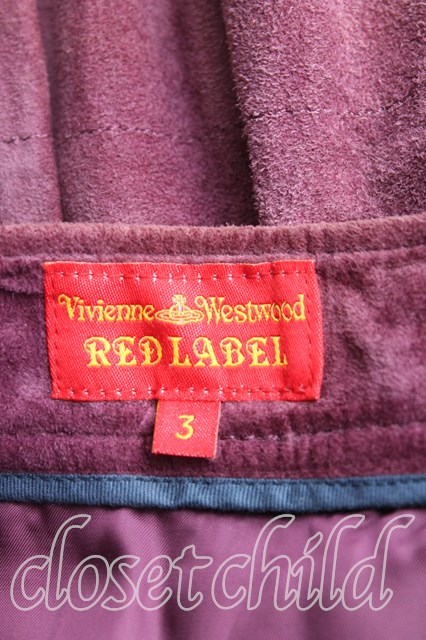 Vivienne Westwood
RED LABEL
3
closetchild